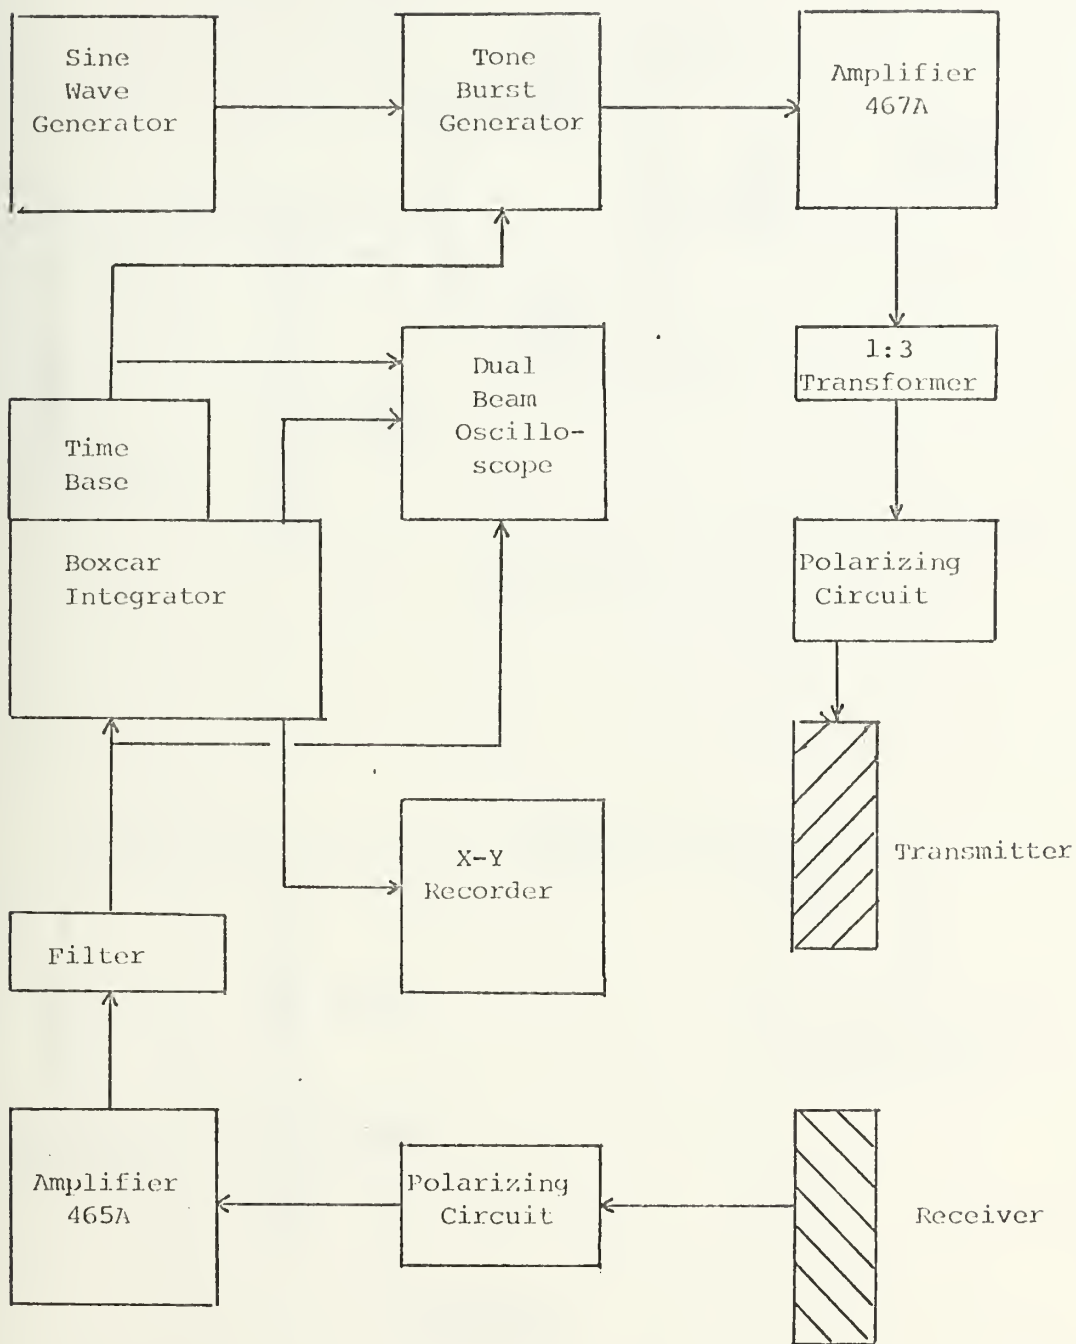 Sine
Wave
Generator
Tone
Burst
Generator
Amplifier
467A
1:3
Transformer
Dual
Beam
Oscillo-
scope
Time
Base
Boxcar
Integrator
Polarizing
Circuit
Transmitter
X-Y
Recorder
Filter
Amplifier
465A
Polarizing
Circuit
Receiver